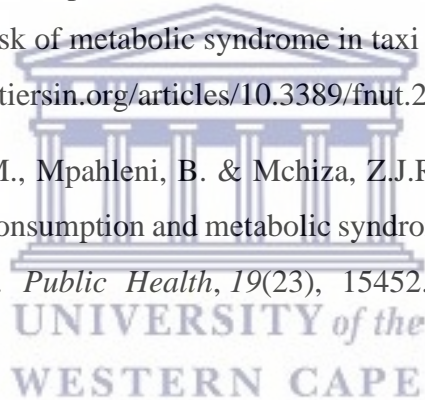 sk of metabolic syndrome in taxi
tiersin.org/articles/10.3389/fnut.2
M., Mpahleni, B. & Mchiza, Z.J.R
onsumption and metabolic syndro
. Public Health, 19(23), 15452.
UNIVERSITY of the
WESTERN CAPE